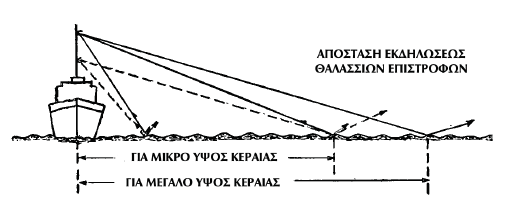 ΑΠΟΣΤΑΣΗ ΕΚΔΗΛΩΣΕΩΣ
ΘΑΛΑΣΣΙΩΝ ΕΠΙΣΤΡΟΦΩΝ
ΓΙΑ ΜΙΚΡΟ ΥΨΟΣ ΚΕΡΑΙΑΣ
ΓΙΑ ΜΕΓΑΛΟ ΥΨΟΣ ΚΕΡΑΙΑΣ